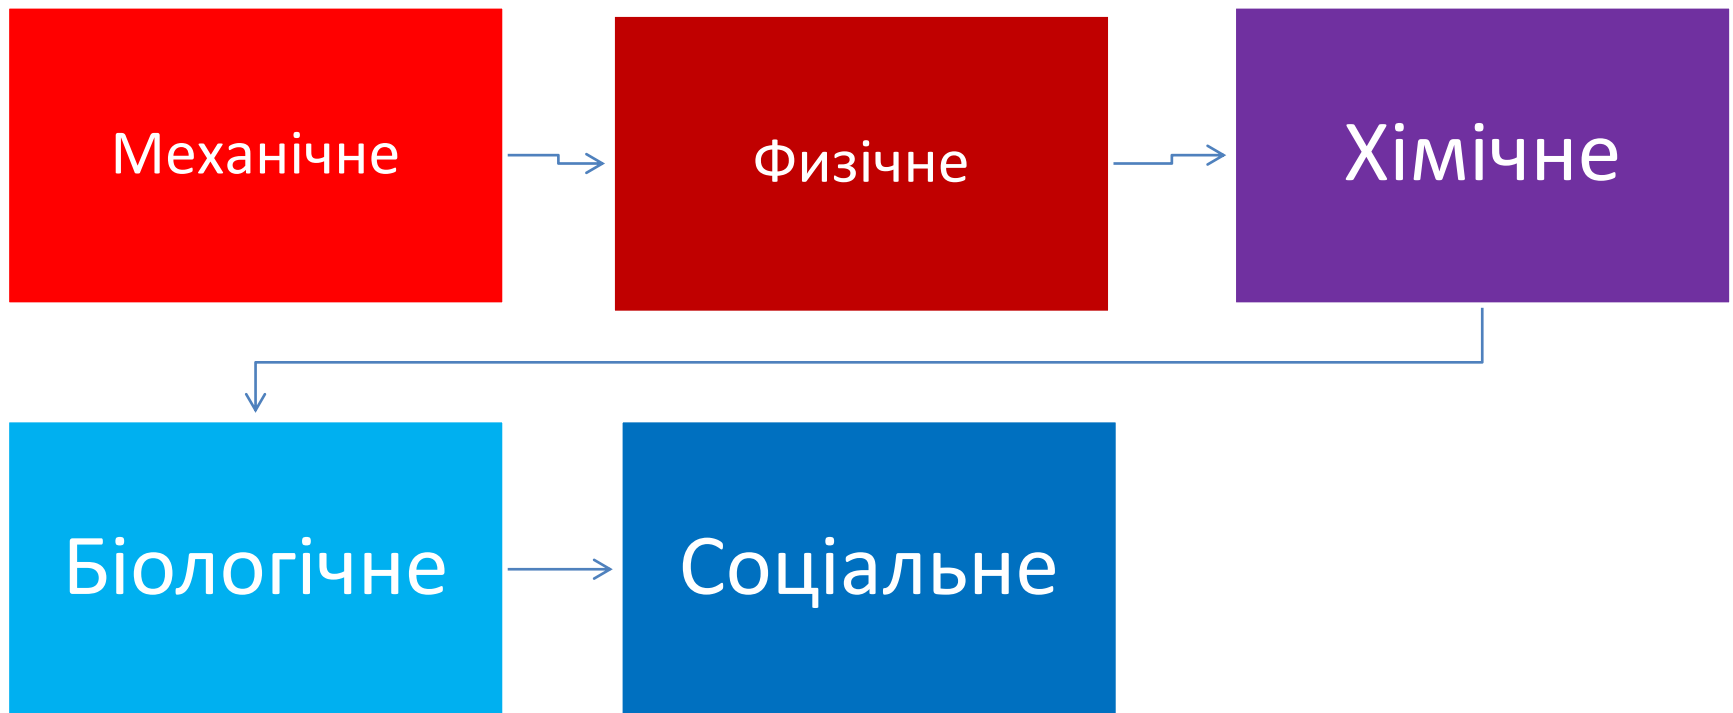 Механічне
Физічне
Хімічне
Біологічне
Соціальне